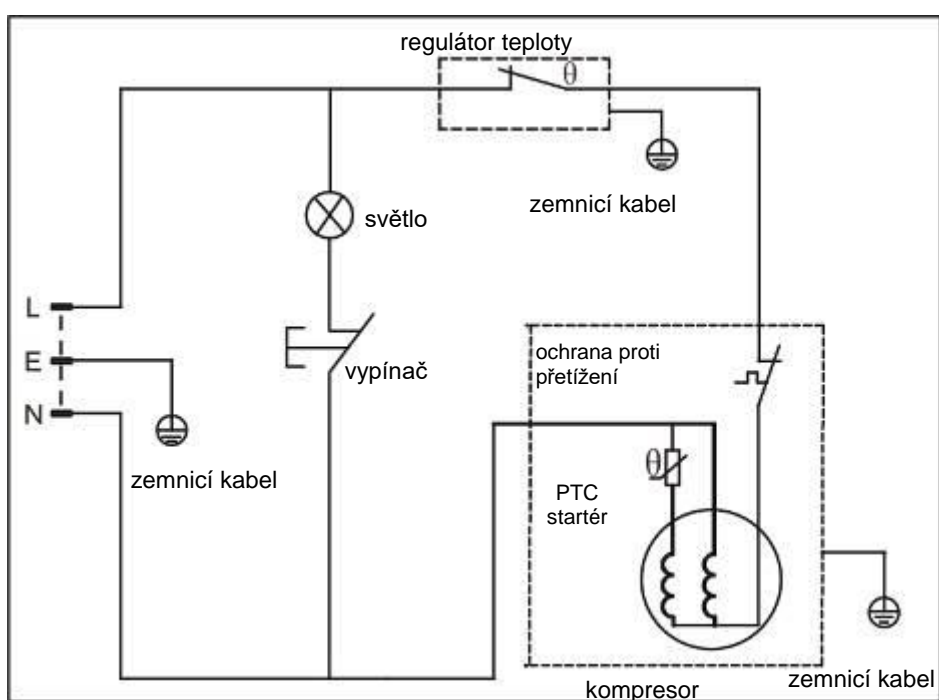 regulátor teploty
θ
zemnicí kabel
světlo
L
E
N
vypínač
zemnicí kabel
ochrana proti
přetížení
θ
PTC
startér
zemnicí kabel
kompresor